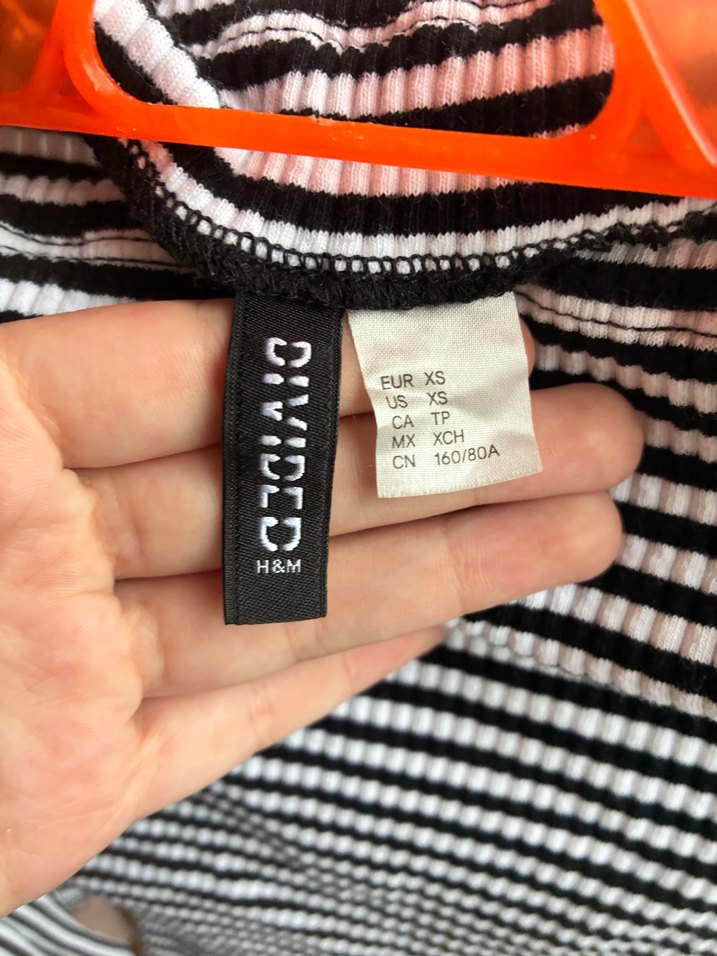 DIVIDED
H&M
EUR XS
US XS
CA TP
MX XCH
CN 160/80A